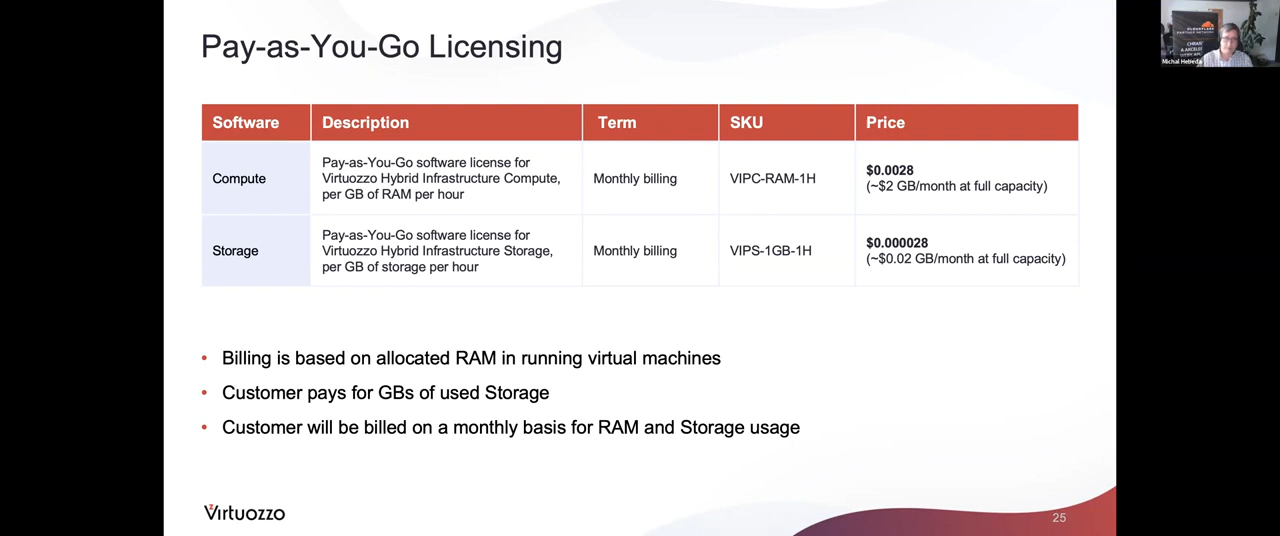 Pay-as-You-Go Licensing
Software Description Term SKU Price
Compute
Pay-as-You-Go software license for
Virtuozzo Hybrid Infrastructure Compute,
per GB of RAM per hour
Monthly billing
VIPC-RAM-1H
$0.0028
(~$2 GB/month at full capacity)
Storage
Pay-as-You-Go software license for
Virtuozzo Hybrid Infrastructure Storage,
per GB of storage per hour
Monthly billing
VIPS-1GB-1H
$0.000028
(~$0.02 GB/month at full capacity)
• Billing is based on allocated RAM in running virtual machines
• Customer pays for GBs of used Storage
• Customer will be billed on a monthly basis for RAM and Storage usage
Virtuozzo
25
CLOUDFLARE
PARTNER NETWORK
Michal Hebeda